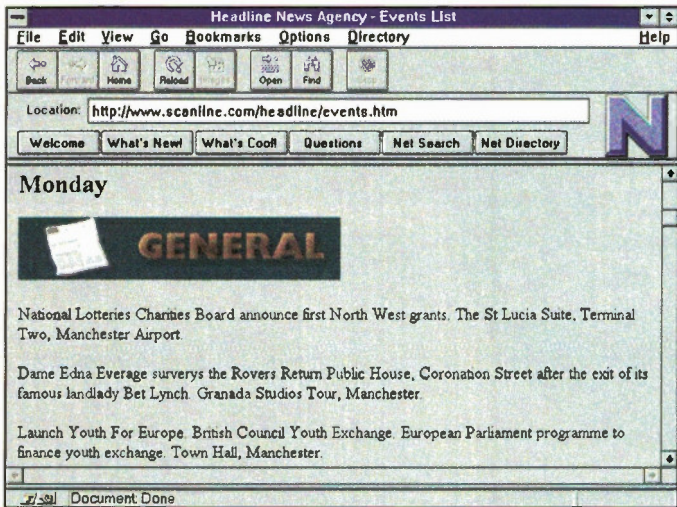 Headline News Agency - Events List
File Edit View Go Bookmarks Options Directory Help
Back Forward Home Reload Images Open Find Stop
Location: http://www.scanline.com/headline/events.htm
N
Welcome What's New! What's Cool! Questions Net Search Net Directory
Monday
GENERAL
National Lotteries Charities Board announce first North West grants. The St Lucia Suite, Terminal
Two, Manchester Airport.
Dame Edna Everage surverys the Rovers Return Public House, Coronation Street after the exit of its
famous landlady Bet Lynch. Granada Studios Tour, Manchester.
Launch Youth For Europe. British Council Youth Exchange. European Parliament programme to
finance youth exchange. Town Hall, Manchester.
Document: Done